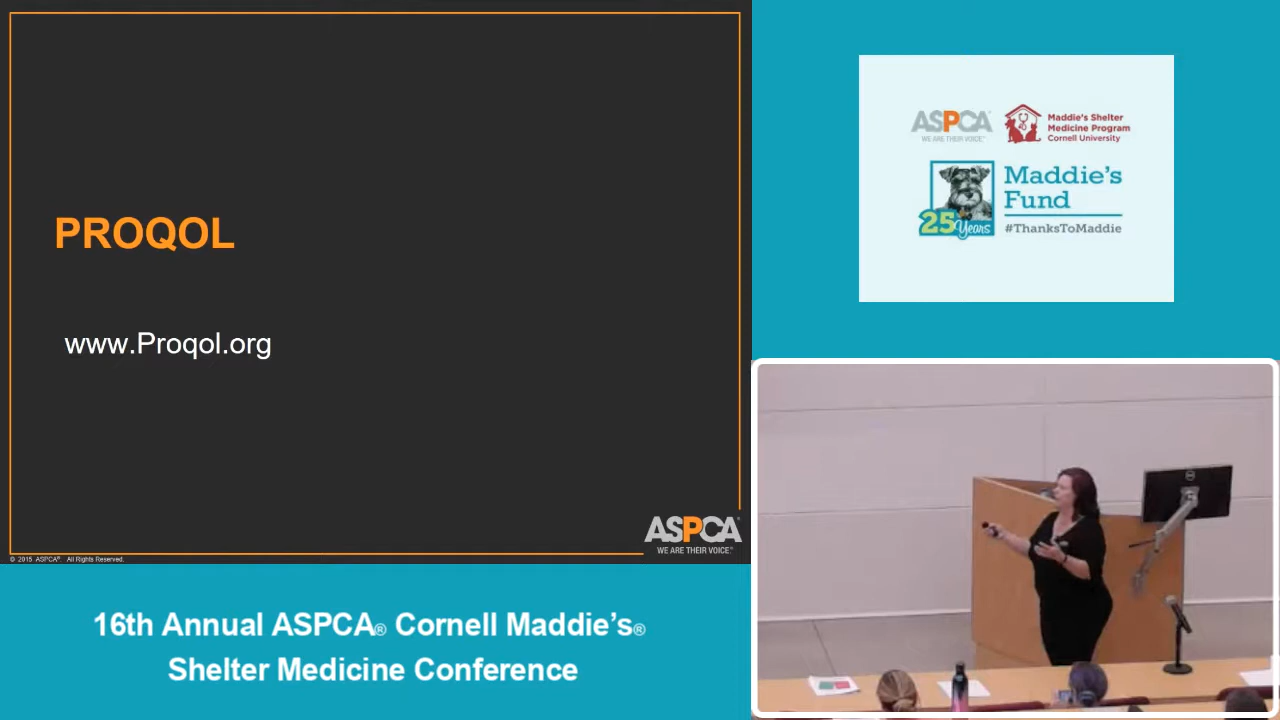 PROQOL
www.Proqol.org
ASPCA®
WE ARE THEIR VOICE.™
© 2015 ASPCA®. All Rights Reserved.
16th Annual ASPCA® Cornell Maddie's®
Shelter Medicine Conference
ASPCA®
WE ARE THEIR VOICE.™
Maddie's Shelter
Medicine Program
Cornell University
Maddie's
Fund
25 Years
#ThanksToMaddie